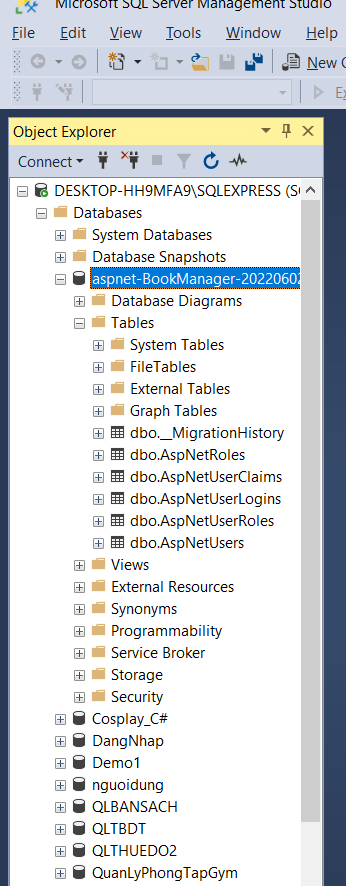 Microsoft SQL Server Management Studio
File Edit View Tools Window Help
New
Object Explorer
Connect
DESKTOP-HH9MFA9\SQLEXPRESS
Databases
System Databases
Database Snapshots
aspnet-BookManager-20220602
Database Diagrams
Tables
System Tables
FileTables
External Tables
Graph Tables
dbo.__MigrationHistory
dbo.AspNetRoles
dbo.AspNetUserClaims
dbo.AspNetUserLogins
dbo.AspNetUserRoles
dbo.AspNetUsers
Views
External Resources
Synonyms
Programmability
Service Broker
Storage
Security
Cosplay_C#
DangNhap
Demo1
nguoidung
QLBANSACH
QLTBDT
QLTHUEDO2
QuanLyPhongTapGym